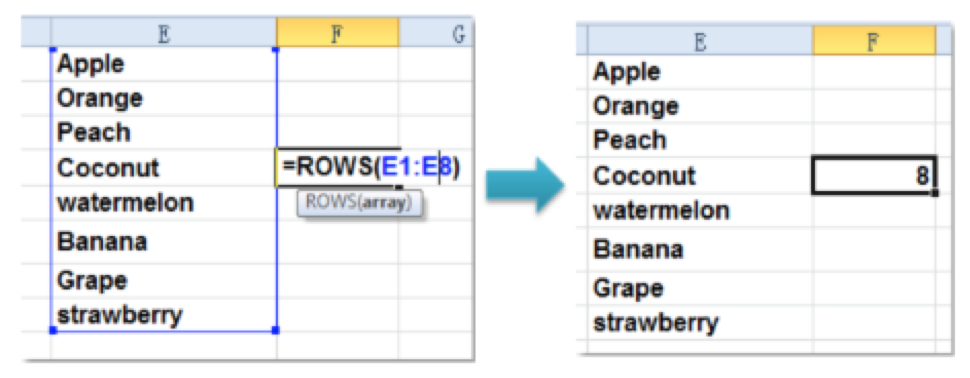 E F G
Apple
Orange
Peach
Coconut =ROWS(E1:E8)
watermelon ROWS(array)
Banana
Grape
strawberry
E F
Apple
Orange
Peach
Coconut 8
watermelon
Banana
Grape
strawberry